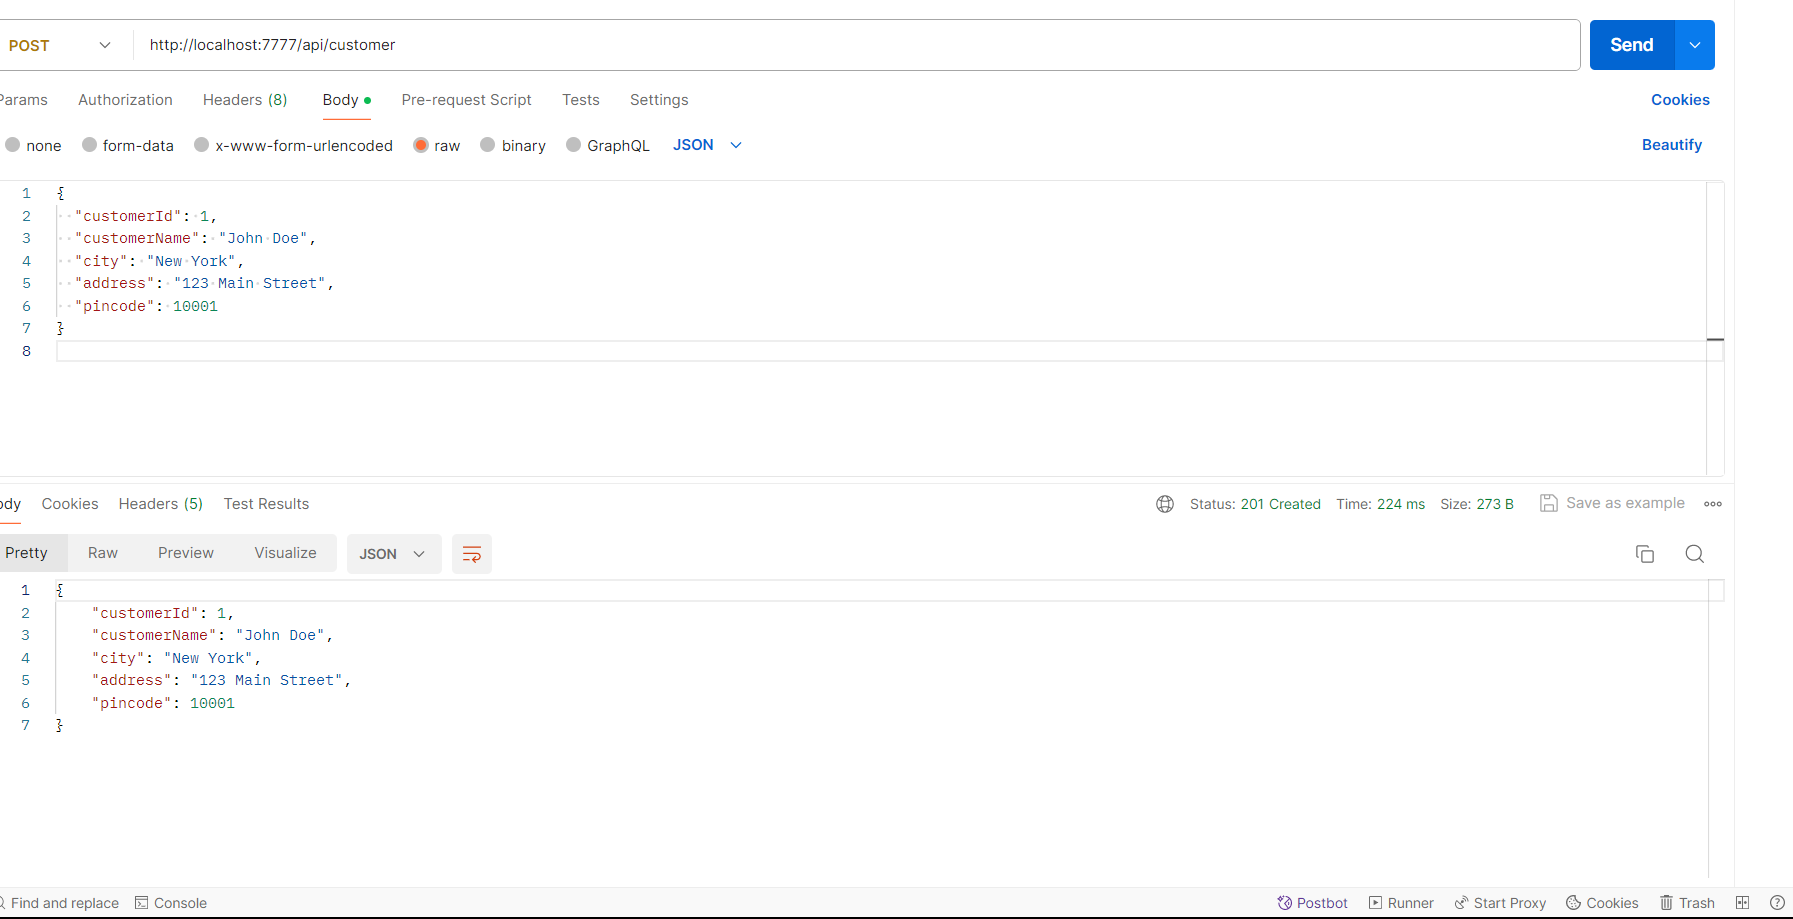 POST http://localhost:7777/api/customer Send
Params Authorization Headers (8) Body Pre-request Script Tests Settings Cookies
none form-data x-www-form-urlencoded raw binary GraphQL JSON Beautify
1 {
2 "customerId": 1,
3 "customerName": "John Doe",
4 "city": "New York",
5 "address": "123 Main Street",
6 "pincode": 10001
7 }
8
ody Cookies Headers (5) Test Results Status: 201 Created Time: 224 ms Size: 273 B Save as example
Pretty Raw Preview Visualize JSON
1 {
2 "customerId": 1,
3 "customerName": "John Doe",
4 "city": "New York",
5 "address": "123 Main Street",
6 "pincode": 10001
7 }
Find and replace Console Postbot Runner Start Proxy Cookies Trash